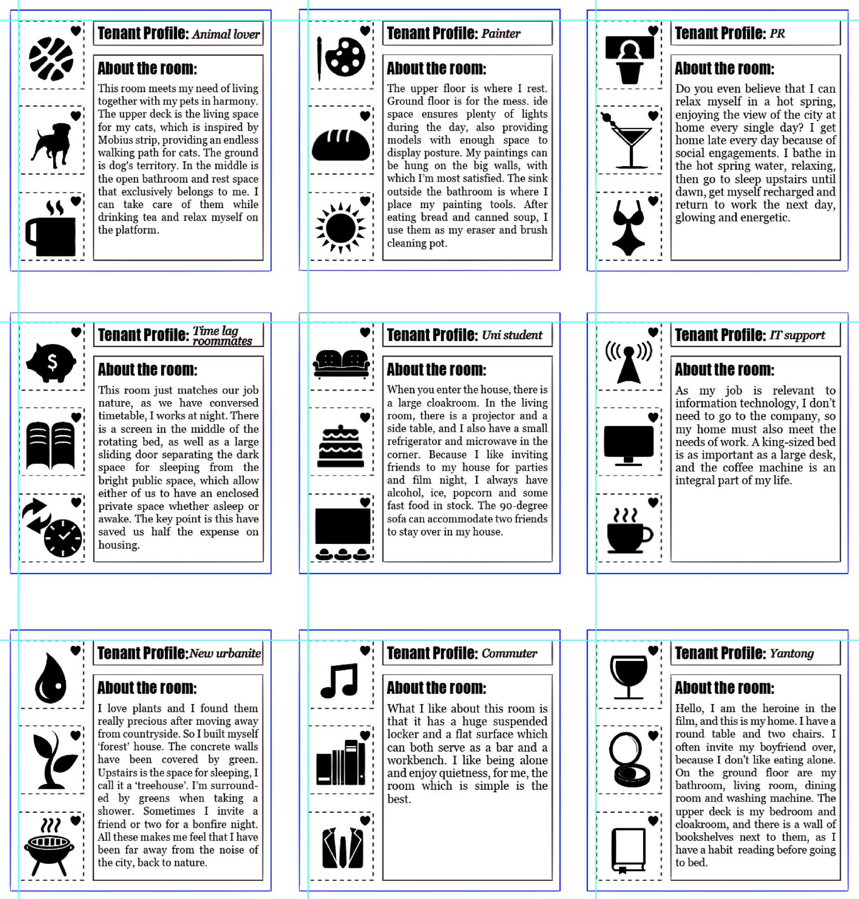 Tenant Profile: Animal lover
About the room:
This room meets my need of living
together with my pets in harmony.
The upper deck is the living space
for my cats, which is inspired by
Mobius strip, providing an endless
walking path for cats. The ground
is dog's territory. In the middle is
the open bathroom and rest space
that exclusively belongs to me. I
can take care of them while
drinking tea and relax myself on
the platform.
Tenant Profile: Painter
About the room:
The upper floor is where I rest.
Ground floor is for the mess. ide
space ensures plenty of lights
during the day, also providing
models with enough space to
display posture. My paintings can
be hung on the big walls, with
which I'm most satisfied. The sink
outside the bathroom is where I
place my painting tools. After
eating bread and canned soup, I
use them as my eraser and brush
cleaning pot.
Tenant Profile: PR
About the room:
Do you even believe that I can
relax myself in a hot spring,
enjoying the view of the city at
home every single day? I get
home late every day because of
social engagements. I bathe in
the hot spring water, relaxing,
then go to sleep upstairs until
dawn, get myself recharged and
return to work the next day,
glowing and energetic.
Tenant Profile: Time lag
roommates
About the room:
This room just matches our job
nature, as we have conversed
timetable, I works at night. There
is a screen in the middle of the
rotating bed, as well as a large
sliding door separating the dark
space for sleeping from the
bright public space, which allow
either of us to have an enclosed
private space whether asleep or
awake. The key point is this have
saved us half the expense on
housing.
Tenant Profile: Uni student
About the room:
When you enter the house, there is
a large cloakroom. In the living
room, there is a projector and a
side table, and I also have a small
refrigerator and microwave in the
corner. Because I like inviting
friends to my house for parties
and film night, I always have
alcohol, ice, popcorn and some
fast food in stock. The 90-degree
sofa can accommodate two friends
to stay over in my house.
Tenant Profile: IT support
About the room:
As my job is relevant to
information technology, I don't
need to go to the company, so
my home must also meet the
needs of work. A king-sized bed
is as important as a large desk,
and the coffee machine is an
integral part of my life.
Tenant Profile: New urbanite
About the room:
I love plants and I found them
really precious after moving away
from countryside. So I built myself
'forest' house. The concrete walls
have been covered by green.
Upstairs is the space for sleeping, I
call it a 'treehouse'. I'm surround-
ed by greens when taking a
shower. Sometimes I invite a
friend or two for a bonfire night.
All these makes me feel that I have
been far away from the noise of
the city, back to nature.
Tenant Profile: Commuter
About the room:
What I like about this room is
that it has a huge suspended
locker and a flat surface which
can both serve as a bar and a
workbench. I like being alone
and enjoy quietness, for me, the
room which is simple is the
best.
Tenant Profile: Yantong
About the room:
Hello, I am the heroine in the
film, and this is my home. I have a
round table and two chairs. I
often invite my boyfriend over,
because I don't like eating alone.
On the ground floor are my
bathroom, living room, dining
room and washing machine. The
upper deck is my bedroom and
cloakroom, and there is a wall of
bookshelves next to them, as I
have a habit reading before going
to bed.